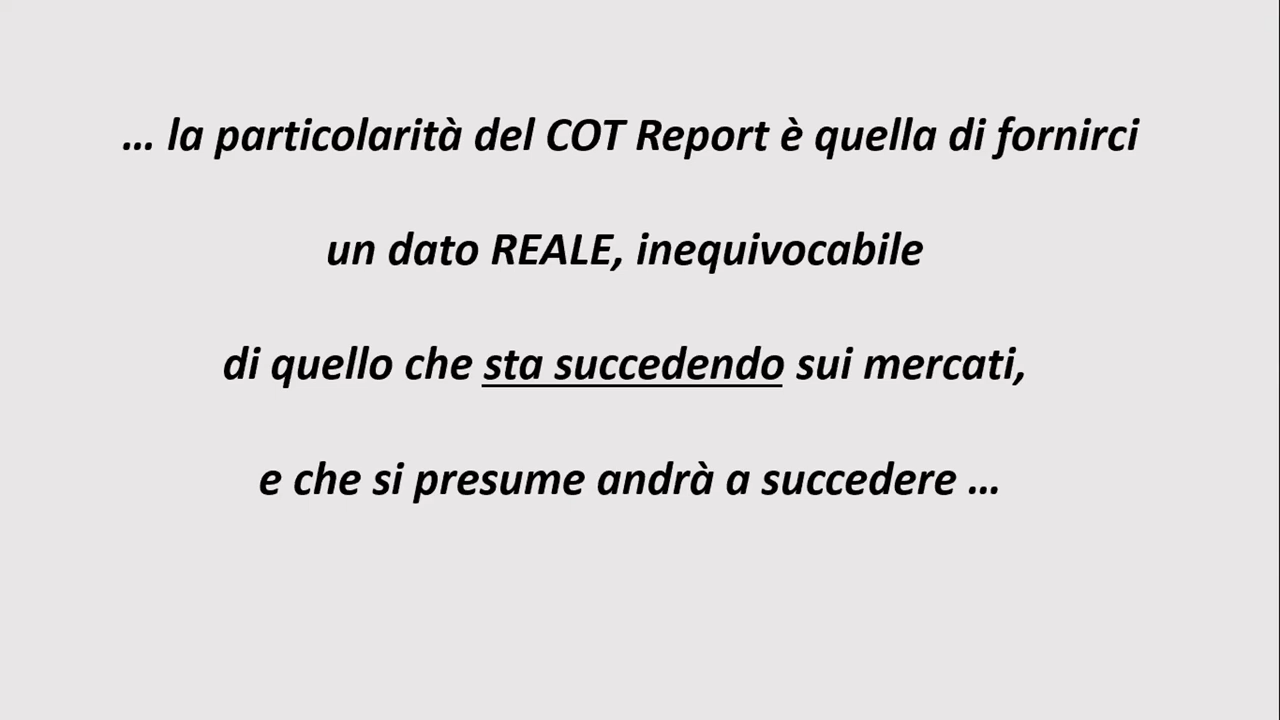 … la particolarità del COT Report è quella di fornirci
un dato REALE, inequivocabile
di quello che sta succedendo sui mercati,
e che si presume andrà a succedere …